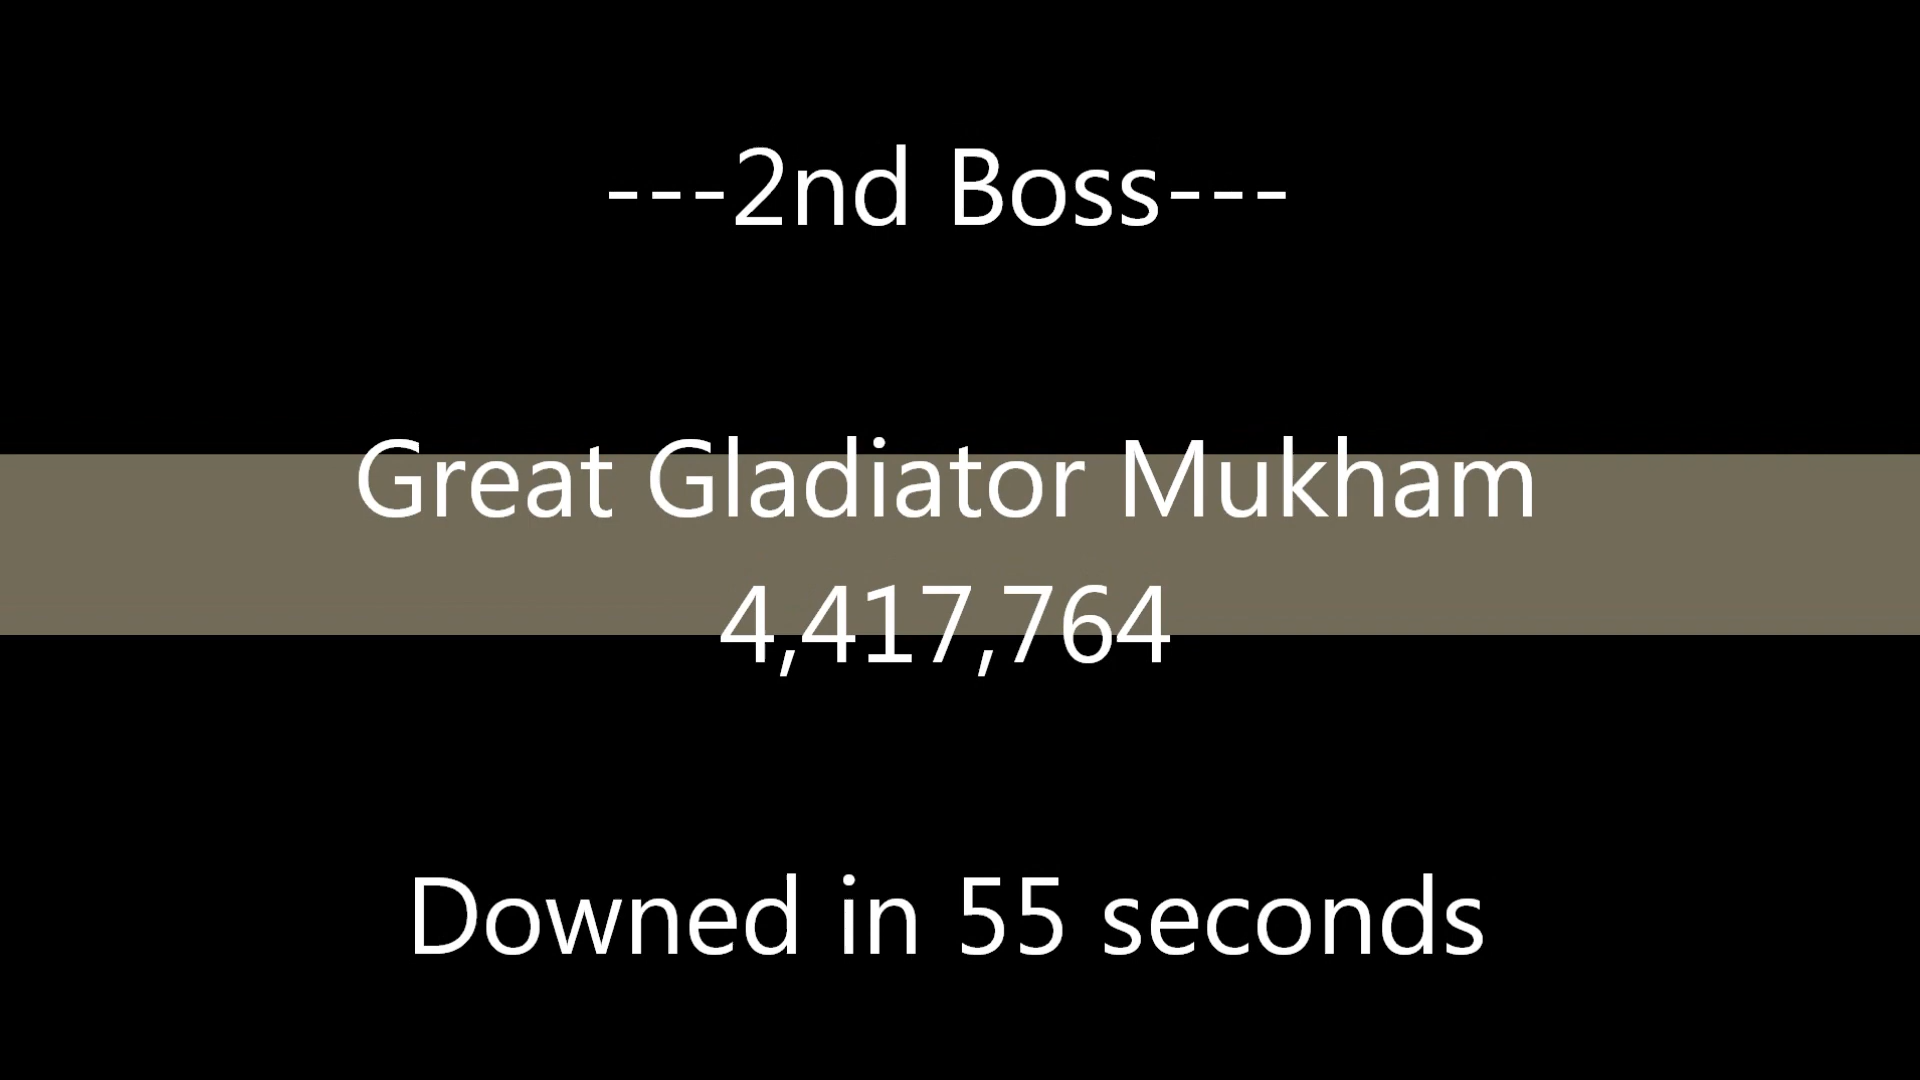 ---2nd Boss---
Great Gladiator Mukham
4,417,764
Downed in 55 seconds